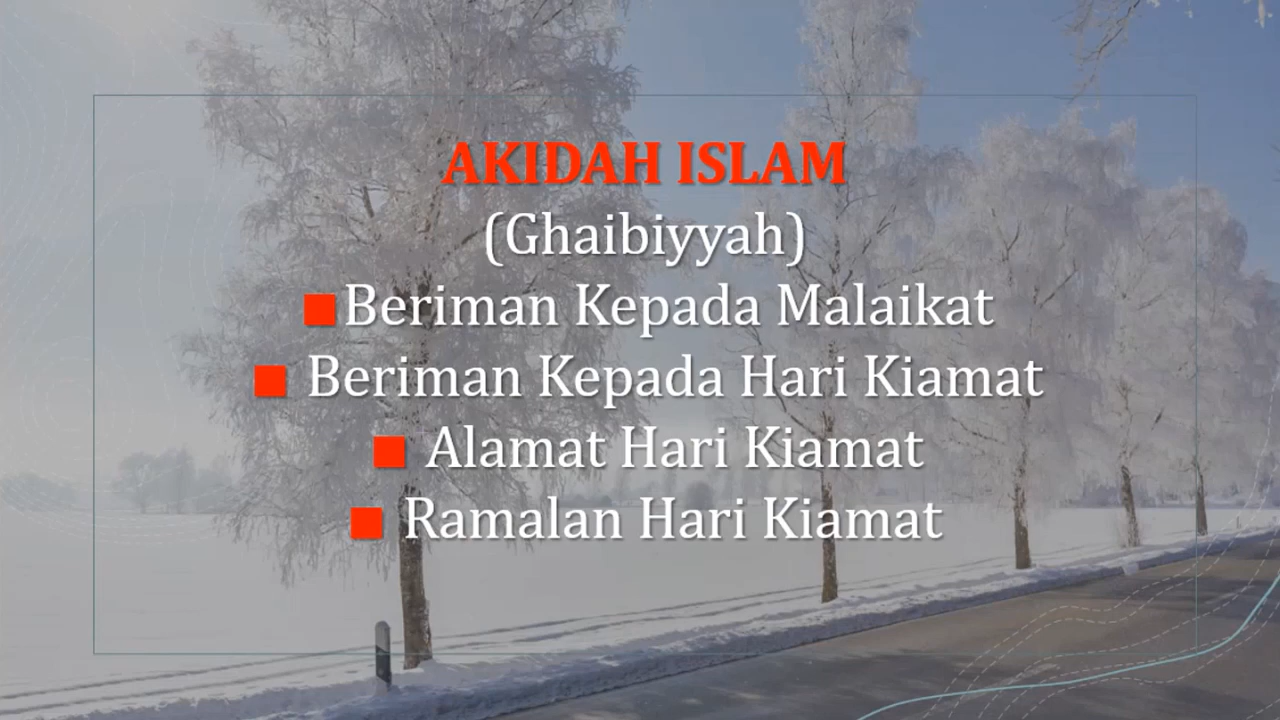 AKIDAH ISLAM
(Ghaibiyyah)
■ Beriman Kepada Malaikat
■ Beriman Kepada Hari Kiamat
■ Alamat Hari Kiamat
■ Ramalan Hari Kiamat